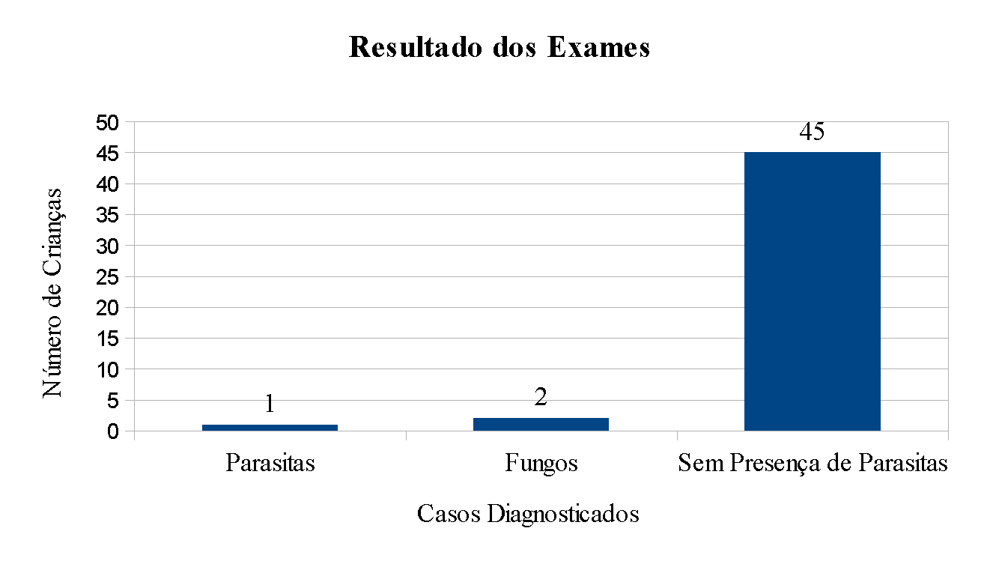 Resultado dos Exames
50
45
40
35
30
25
20
15
10
5
0
Número de Crianças
1
2
45
Parasitas
Fungos
Sem Presença de Parasitas
Casos Diagnosticados